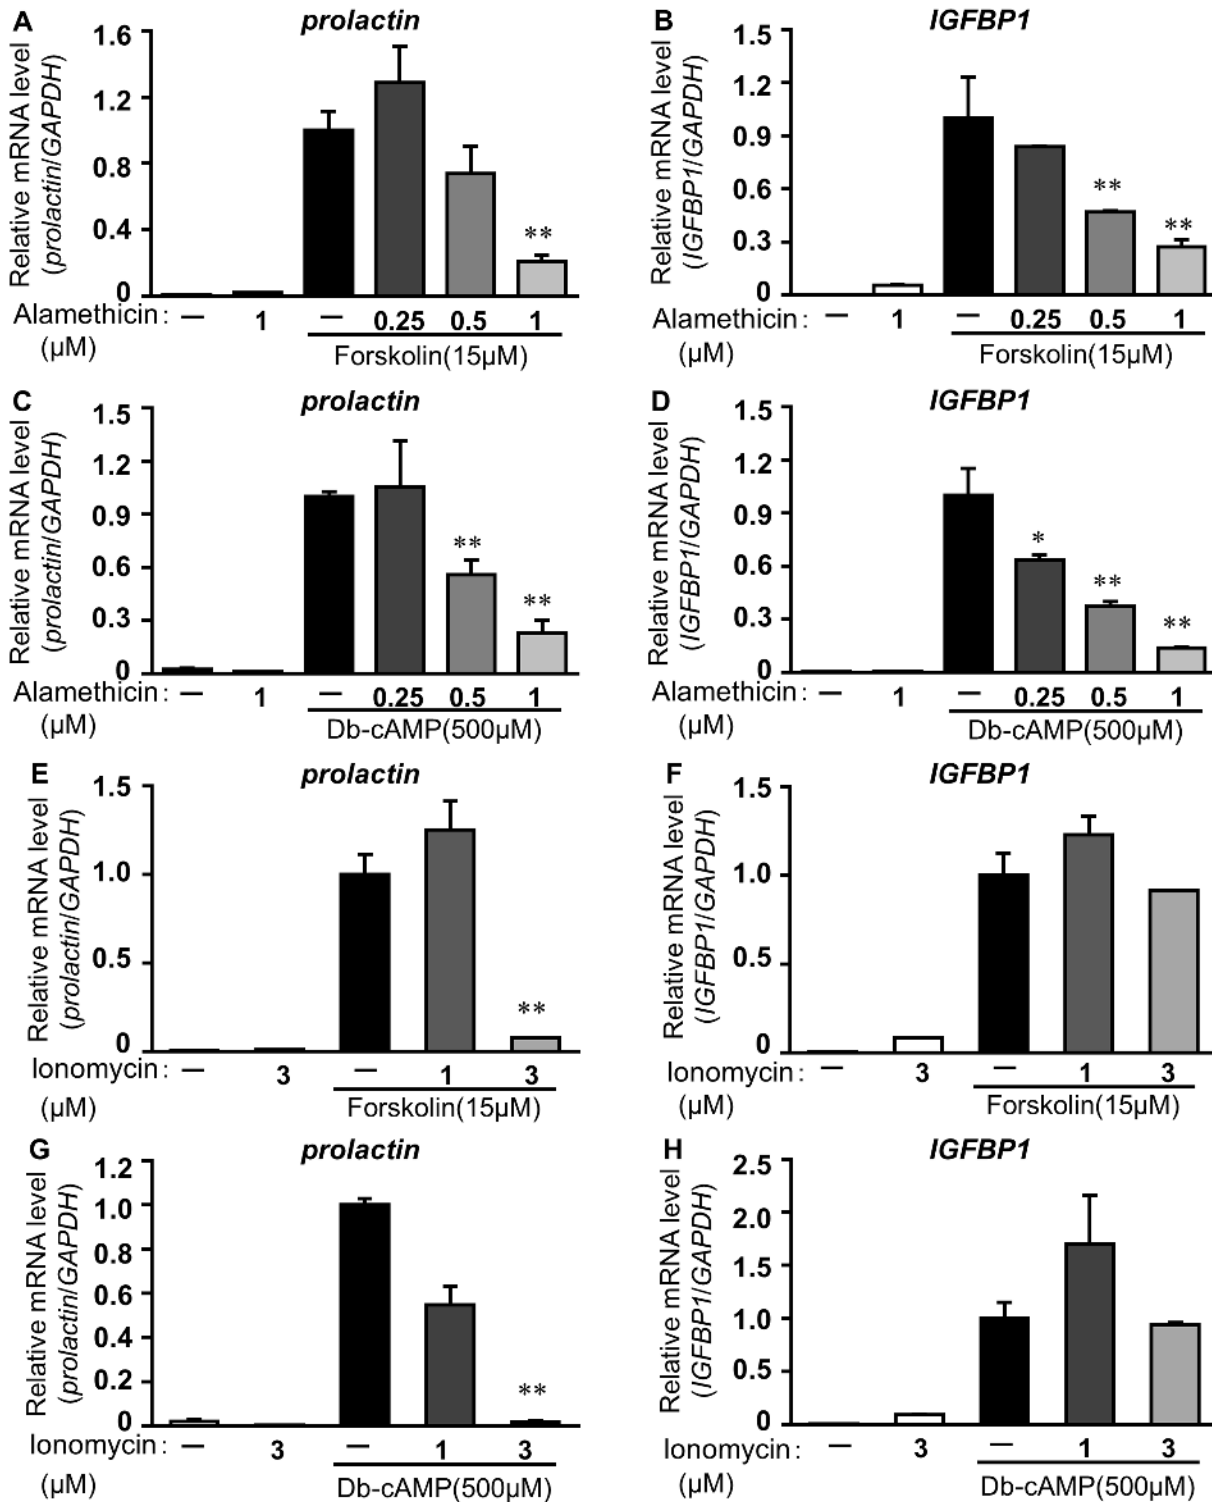 A
prolactin
Relative mRNA level
(prolactin/GAPDH)
1.6
1.2
0.8
0.4
0
**
Alamethicin : — 1 — 0.25 0.5 1
(µM)
Forskolin(15µM)
B
IGFBP1
Relative mRNA level
(IGFBP1/GAPDH)
1.5
1.2
0.9
0.6
0.3
0
**
**
Alamethicin : — 1 — 0.25 0.5 1
(µM)
Forskolin(15µM)
C
prolactin
Relative mRNA level
(prolactin/GAPDH)
1.5
1.2
0.9
0.6
0.3
0
**
**
Alamethicin : — 1 — 0.25 0.5 1
(µM)
Db-cAMP(500µM)
D
IGFBP1
Relative mRNA level
(IGFBP1/GAPDH)
1.5
1.2
0.9
0.6
0.3
0
*
**
**
Alamethicin : — 1 — 0.25 0.5 1
(µM)
Db-cAMP(500µM)
E
prolactin
Relative mRNA level
(prolactin/GAPDH)
1.5
1.0
0.5
0
**
Ionomycin : — 3 — 1 3
(µM)
Forskolin(15µM)
F
IGFBP1
Relative mRNA level
(IGFBP1/GAPDH)
1.5
1.0
0.5
0
Ionomycin : — 3 — 1 3
(µM)
Forskolin(15µM)
G
prolactin
Relative mRNA level
(prolactin/GAPDH)
1.2
1.0
0.8
0.6
0.4
0.2
0
**
Ionomycin : — 3 — 1 3
(µM)
Db-cAMP(500µM)
H
IGFBP1
Relative mRNA level
(IGFBP1/GAPDH)
2.5
2.0
1.5
1.0
0.5
0
Ionomycin : — 3 — 1 3
(µM)
Db-cAMP(500µM)